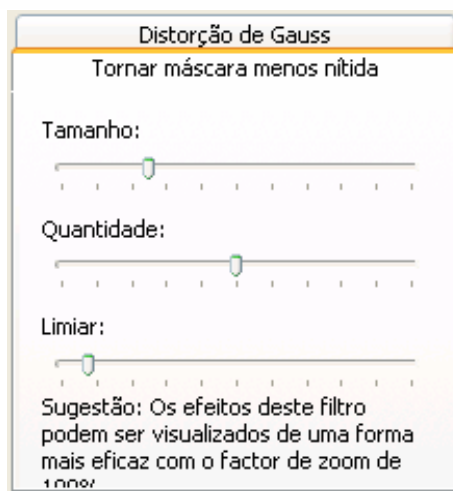 Distorção de Gauss
Tornar máscara menos nítida
Tamanho:
Quantidade:
Limiar:
Sugestão: Os efeitos deste filtro
podem ser visualizados de uma forma
mais eficaz com o factor de zoom de
100%